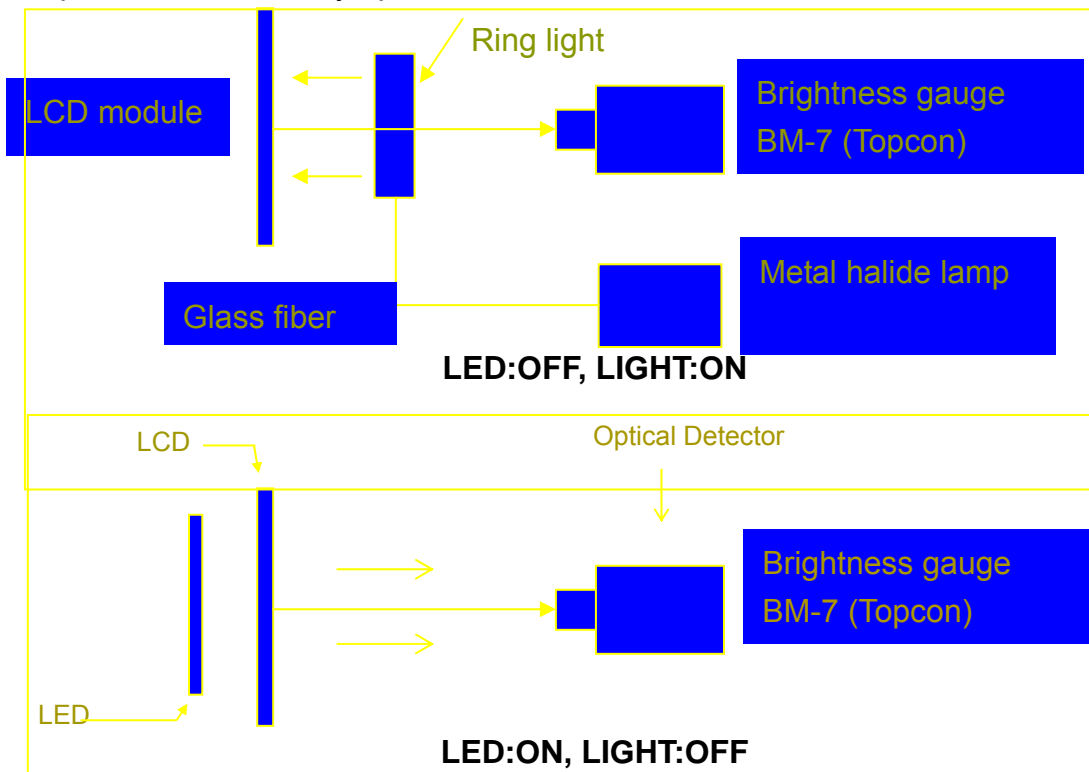 Ring light
LCD module
Brightness gauge
BM-7 (Topcon)
Metal halide lamp
Glass fiber
LED:OFF, LIGHT:ON
LCD
Optical Detector
Brightness gauge
BM-7 (Topcon)
LED
LED:ON, LIGHT:OFF